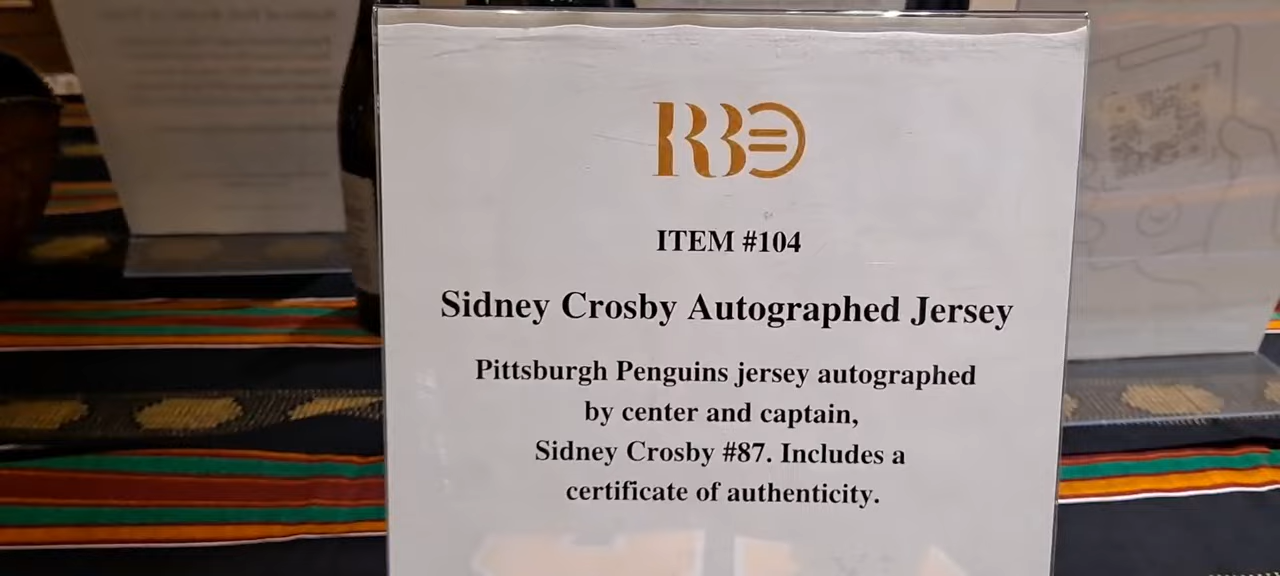 RBE
ITEM #104
Sidney Crosby Autographed Jersey
Pittsburgh Penguins jersey autographed
by center and captain,
Sidney Crosby #87. Includes a
certificate of authenticity.